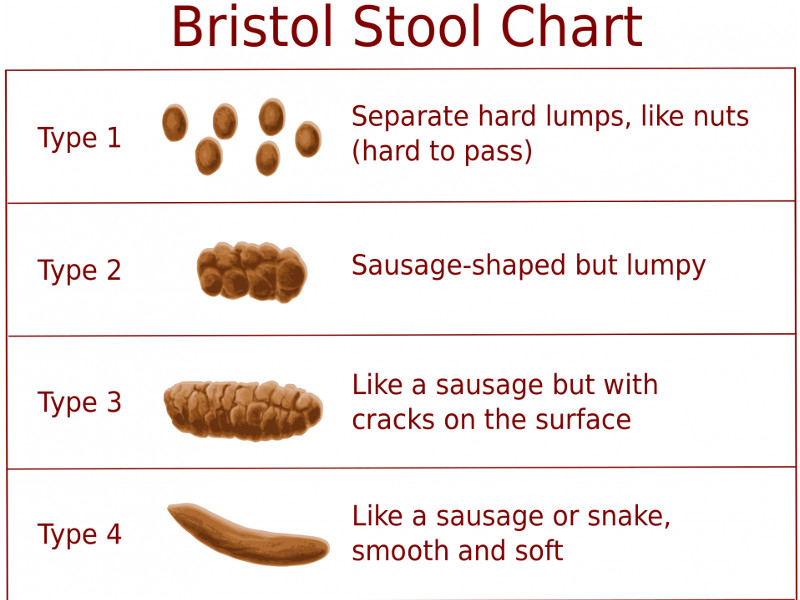 Bristol Stool Chart
Type 1
Separate hard lumps, like nuts
(hard to pass)
Type 2
Sausage-shaped but lumpy
Type 3
Like a sausage but with
cracks on the surface
Type 4
Like a sausage or snake,
smooth and soft